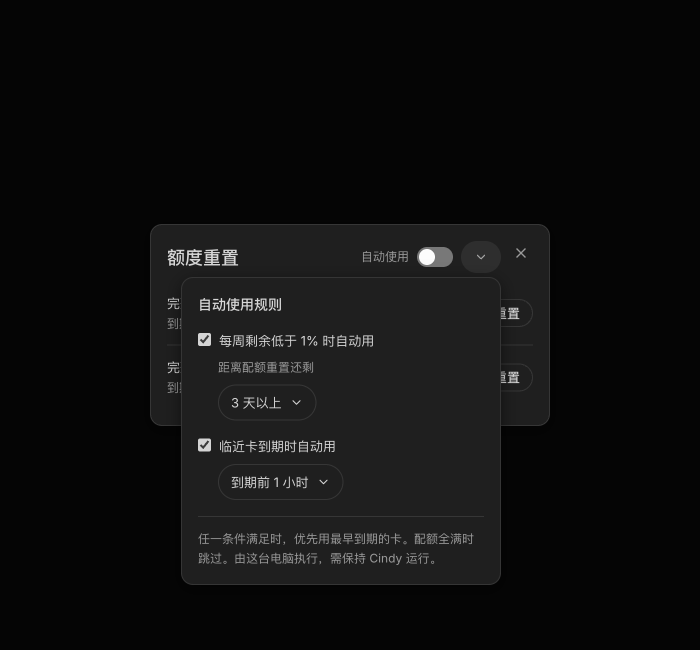 额度重置
自动使用
完
到
重置
完
到
重置
自动使用规则
每周剩余低于 1% 时自动用
距离配额重置还剩
3 天以上
临近卡到期时自动用
到期前 1 小时
任一条件满足时，优先用最早到期的卡。配额全满时
跳过。由这台电脑执行，需保持 Cindy 运行。